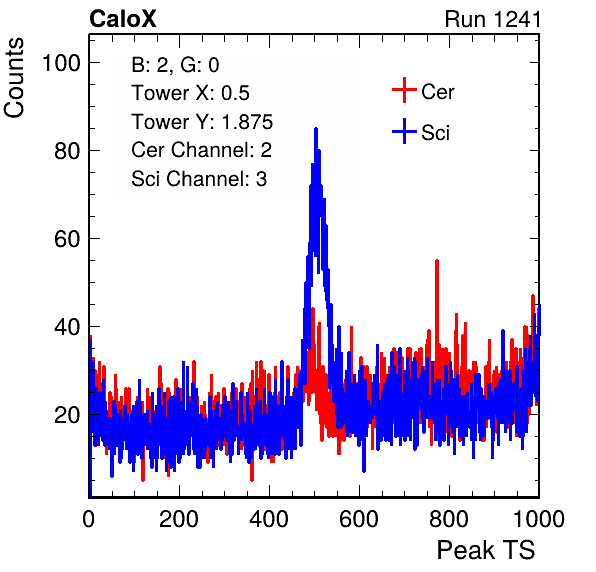 CaloX
Run 1241
Counts
B: 2, G: 0
Tower X: 0.5
Tower Y: 1.875
Cer Channel: 2
Sci Channel: 3
Cer
Sci
100
80
60
40
20
0 200 400 600 800 1000
Peak TS